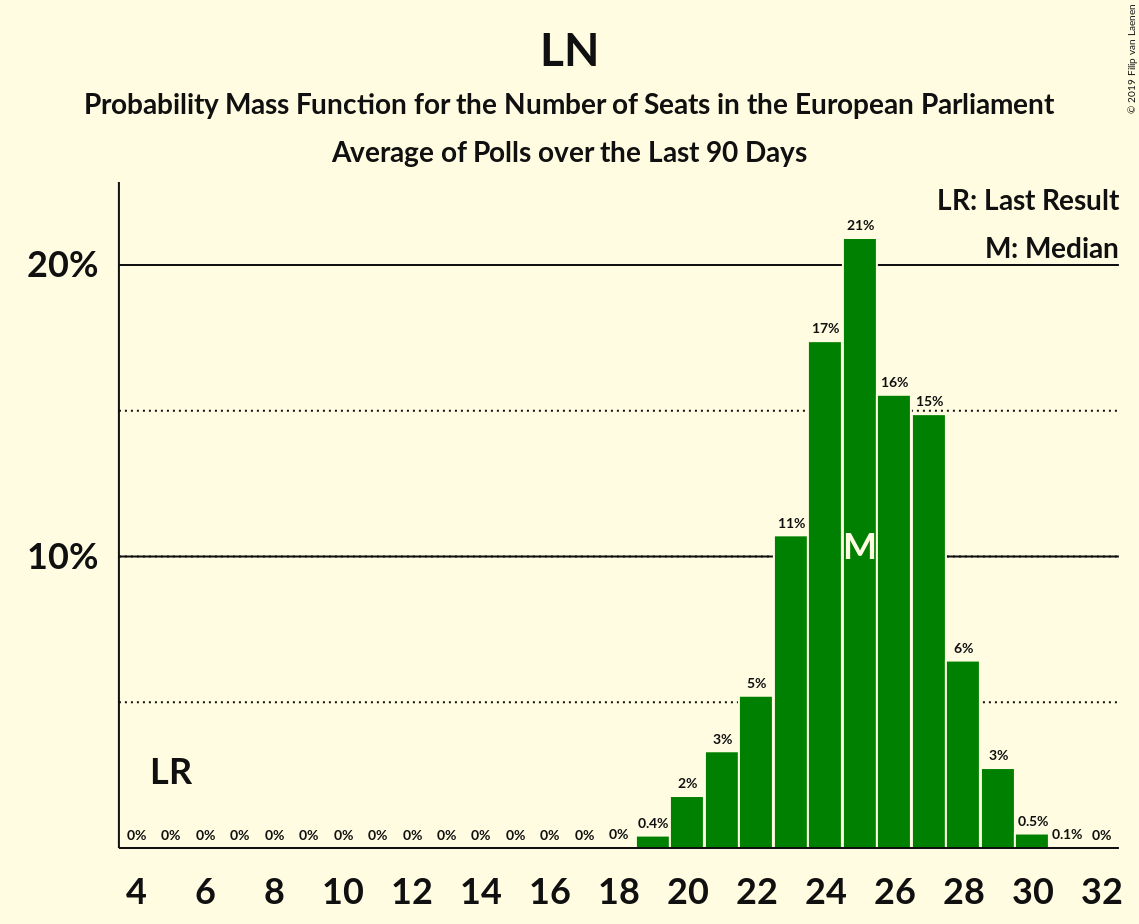 LN
Probability Mass Function for the Number of Seats in the European Parliament
Average of Polls over the Last 90 Days
© 2019 Filip van Laenen
LR: Last Result
M: Median
20%
10%
21%
17%
16%
15%
11%
M
6%
5%
3%
3%
2%
LR
0% 0% 0% 0% 0% 0% 0% 0% 0% 0% 0% 0% 0% 0% 0% 0.4% 0.5% 0.1% 0%
4 6 8 10 12 14 16 18 20 22 24 26 28 30 32